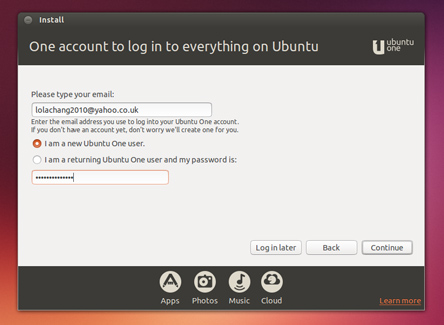 Install
One account to log in to everything on Ubuntu
ubuntu
one
Please type your email:
lolachang2010@yahoo.co.uk
Enter the email address you use to log into your Ubuntu One account.
If you don't have an account yet, don't worry we'll create one for you.
I am a new Ubuntu One user.
I am a returning Ubuntu One user and my password is:
••••••••••••••
Log in later
Back
Continue
Apps
Photos
Music
Cloud
Learn more